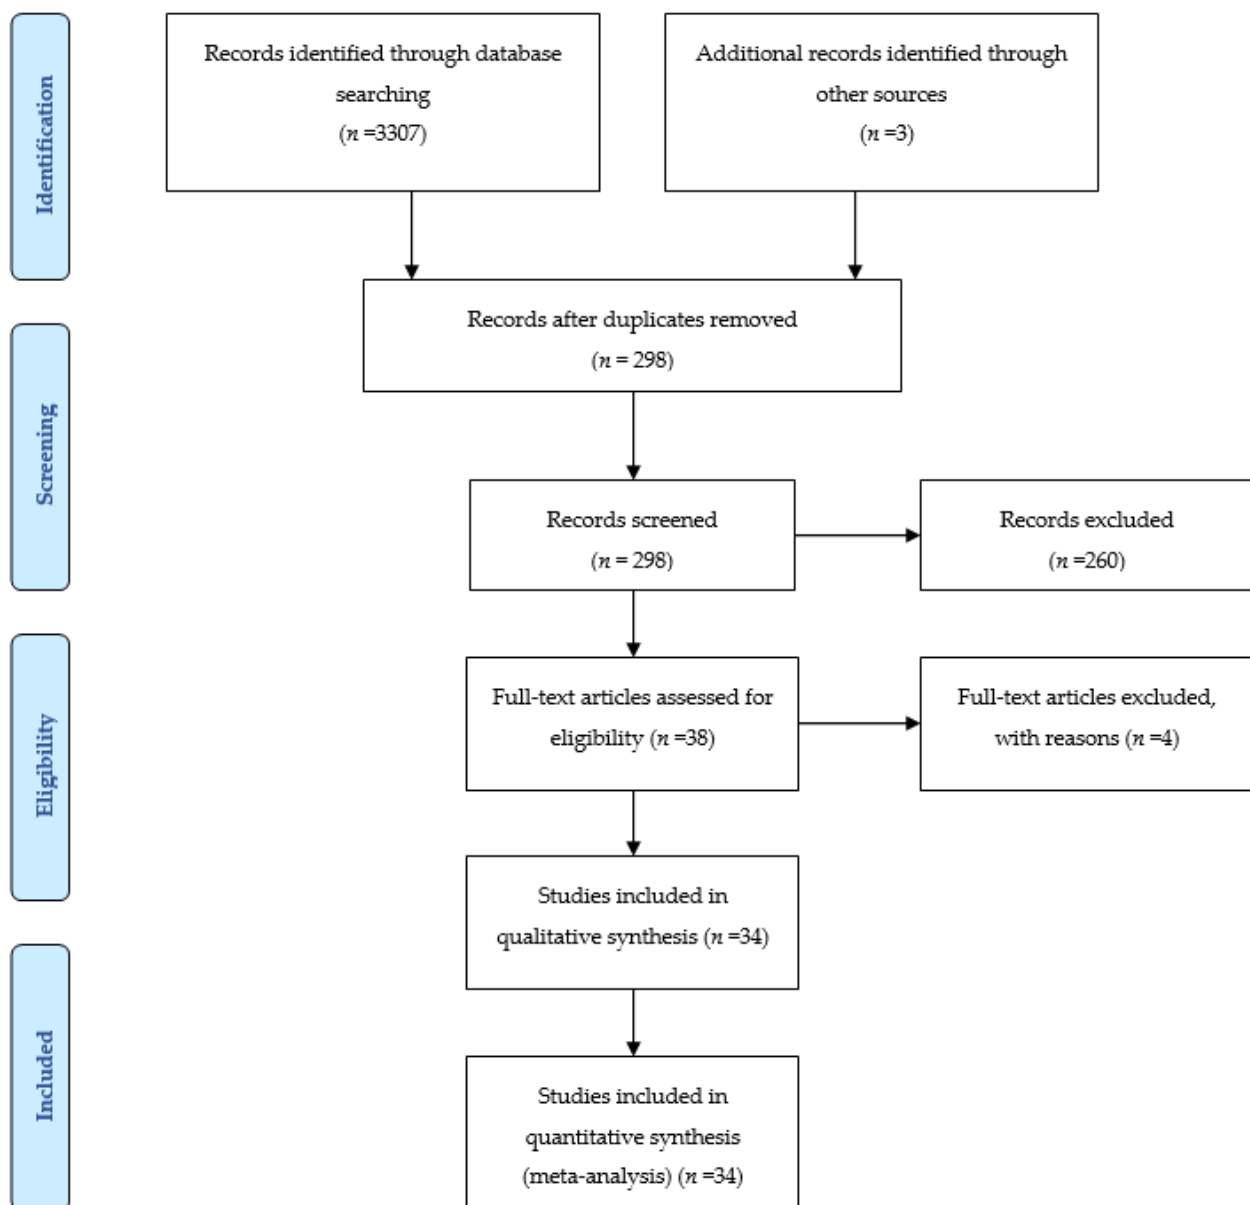 Identification
Records identified through database
searching
(n =3307)
Additional records identified through
other sources
(n =3)
Records after duplicates removed
(n = 298)
Screening
Records screened
(n = 298)
Records excluded
(n =260)
Eligibility
Full-text articles assessed for
eligibility (n =38)
Full-text articles excluded,
with reasons (n =4)
Studies included in
qualitative synthesis (n =34)
Included
Studies included in
quantitative synthesis
(meta-analysis) (n =34)